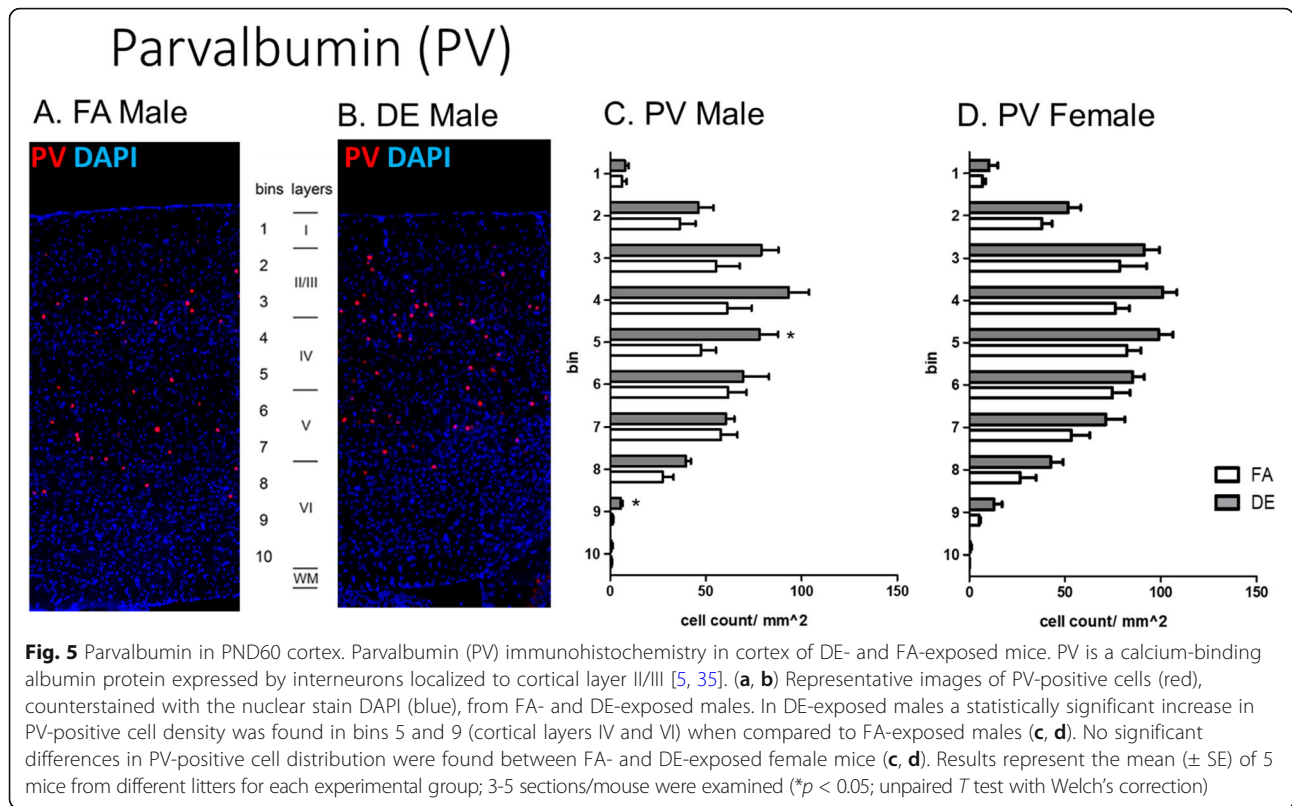 Parvalbumin (PV)
A. FA Male
B. DE Male
C. PV Male
D. PV Female
PV DAPI
bins layers
1
2
3
4
5
6
7
8
9
10
I
II/III
IV
V
VI
WM
PV DAPI
bin
1
2
3
4
5
6
7
8
9
10
*
*
0 50 100 150
cell count/ mm^2
bin
1
2
3
4
5
6
7
8
9
10
FA
DE
0 50 100 150
cell count/ mm^2
Fig. 5 Parvalbumin in PND60 cortex. Parvalbumin (PV) immunohistochemistry in cortex of DE- and FA-exposed mice. PV is a calcium-binding
albumin protein expressed by interneurons localized to cortical layer II/III [5, 35]. (a, b) Representative images of PV-positive cells (red),
counterstained with the nuclear stain DAPI (blue), from FA- and DE-exposed males. In DE-exposed males a statistically significant increase in
PV-positive cell density was found in bins 5 and 9 (cortical layers IV and VI) when compared to FA-exposed males (c, d). No significant
differences in PV-positive cell distribution were found between FA- and DE-exposed female mice (c, d). Results represent the mean (± SE) of 5
mice from different litters for each experimental group; 3-5 sections/mouse were examined (*p < 0.05; unpaired T test with Welch's correction)